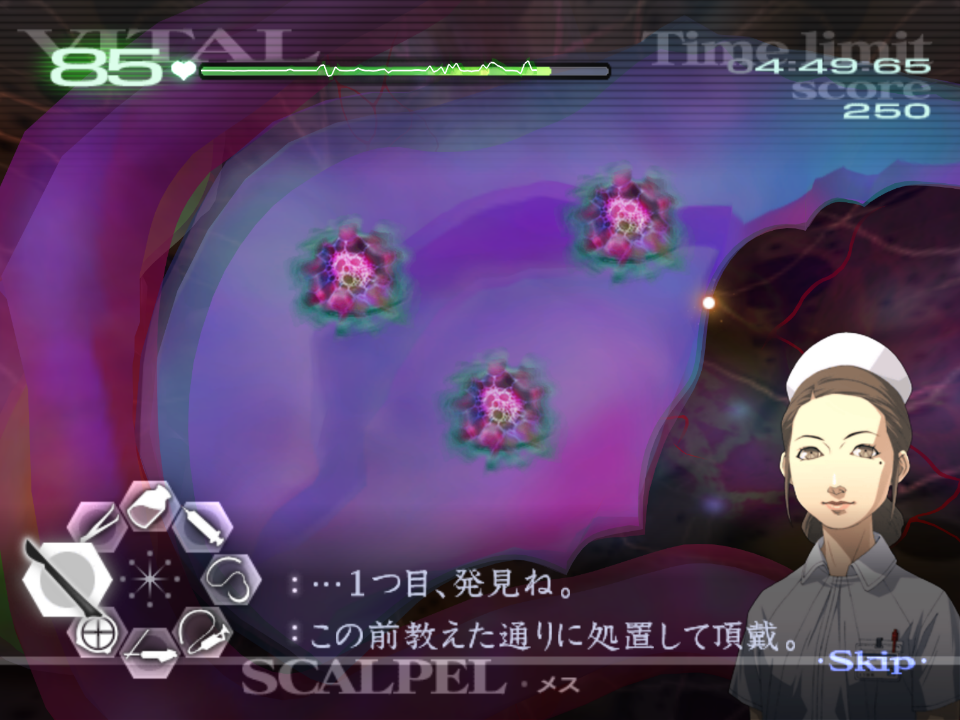 VITAL
85
Time limit
04:49:65
score
250
：…１つ目、発見ね。
：この前教えた通りに処置して頂戴。
·Skip·
SCALPEL · メス